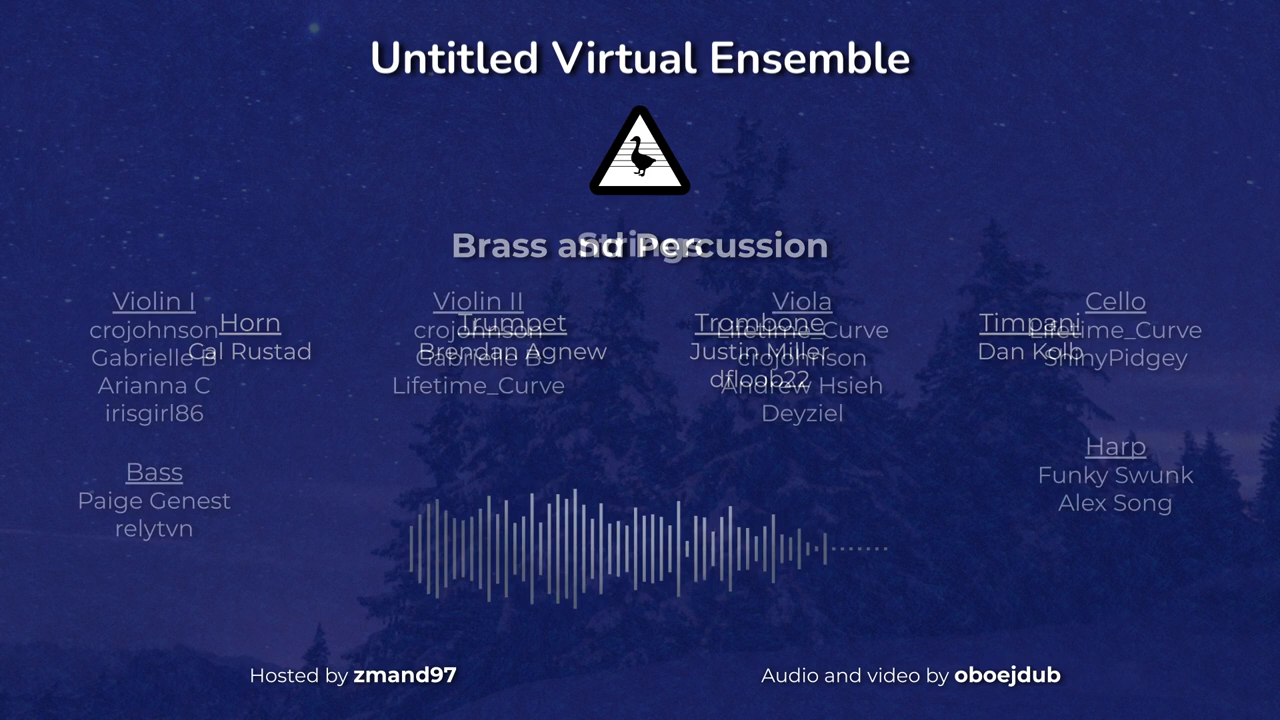 Untitled Virtual Ensemble
Brass and Percussion
Strings
Violin I
crojohnson
Gabrielle B
Arianna C
irisgirl86
Violin II
crojohnson
Gabrielle B
Lifetime_Curve
Viola
Lifetime_Curve
crojohnson
Andrew Hsieh
Deyziel
Cello
Lifetime_Curve
ShinyPidgey
Horn
Cal Rustad
Trumpet
Brendan Agnew
Trombone
Justin Miller
dfloob22
Timpani
Dan Kolb
Bass
Paige Genest
relytvn
Harp
Funky Swunk
Alex Song
Hosted by zmand97
Audio and video by oboejdub